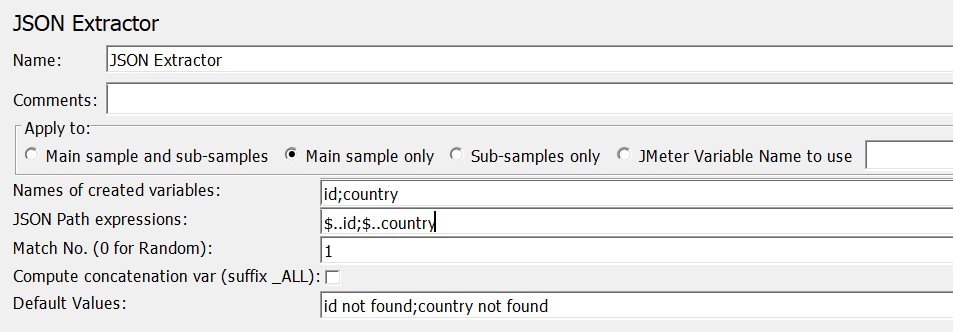 JSON Extractor
Name: JSON Extractor
Comments:
Apply to:
Main sample and sub-samples Main sample only Sub-samples only JMeter Variable Name to use
Names of created variables: id;country
JSON Path expressions: $..id;$..country
Match No. (0 for Random): 1
Compute concatenation var (suffix _ALL):
Default Values: id not found;country not found